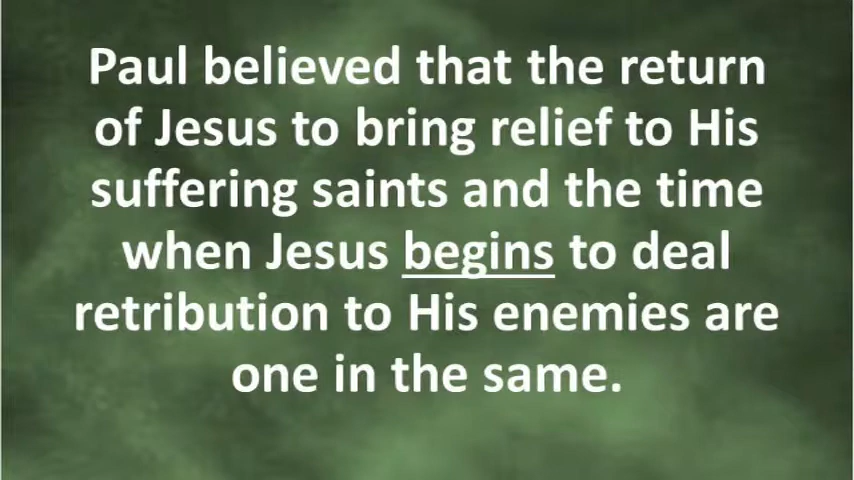 Paul believed that the return
of Jesus to bring relief to His
suffering saints and the time
when Jesus begins to deal
retribution to His enemies are
one in the same.